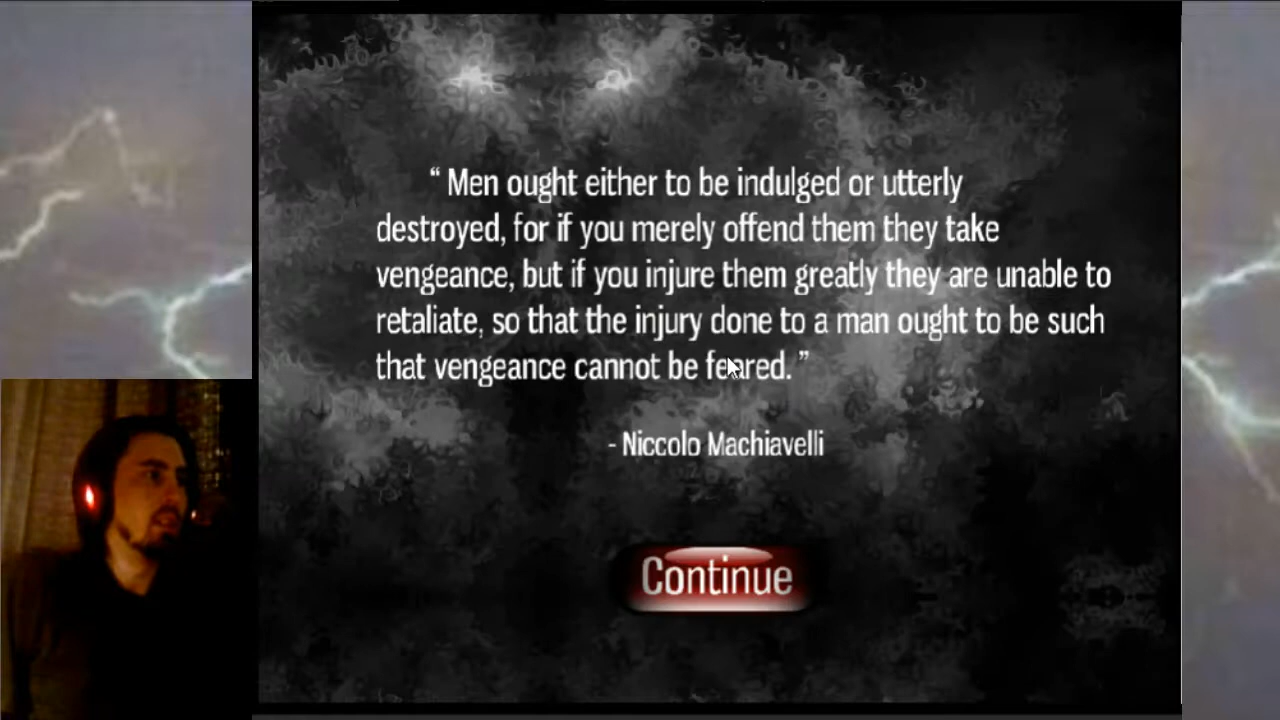 “ Men ought either to be indulged or utterly
destroyed, for if you merely offend them they take
vengeance, but if you injure them greatly they are unable to
retaliate, so that the injury done to a man ought to be such
that vengeance cannot be feared. ”
- Niccolo Machiavelli
Continue